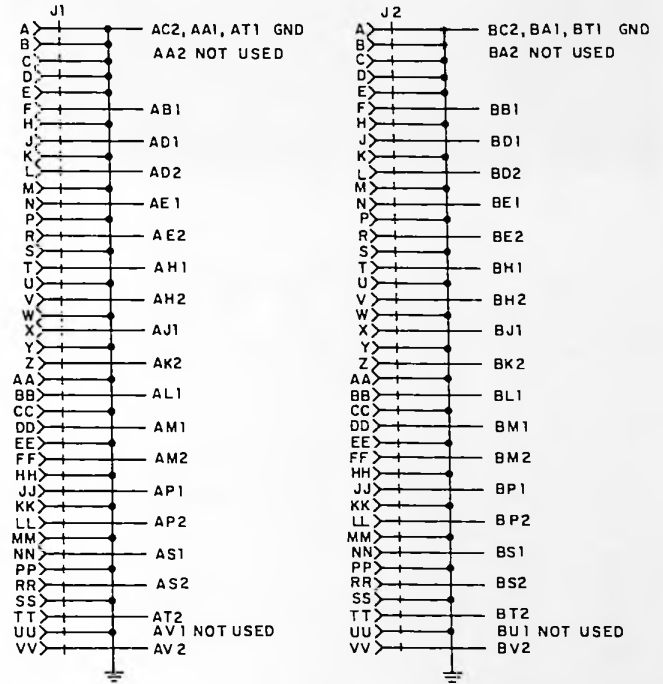 J1
A AC2, AA1, AT1 GND
B AA2 NOT USED
C
D
E
F AB1
H
J AD1
K
L AD2
M
N AE1
P
R AE2
S
T AH1
U
V AH2
W
X AJ1
Y
Z AK2
AA
BB AL1
CC
DD AM1
EE
FF AM2
HH
JJ AP1
KK
LL AP2
MM
NN AS1
PP
RR AS2
SS
TT AT2
UU AV1 NOT USED
VV AV2
J2
A BC2, BA1, BT1 GND
B BA2 NOT USED
C
D
E
F BB1
H
J BD1
K
L BD2
M
N BE1
P
R BE2
S
T BH1
U
V BH2
W
X BJ1
Y
Z BK2
AA
BB BL1
CC
DD BM1
EE
FF BM2
HH
JJ BP1
KK
LL BP2
MM
NN BS1
PP
RR BS2
SS
TT BT2
UU BU1 NOT USED
VV BV2